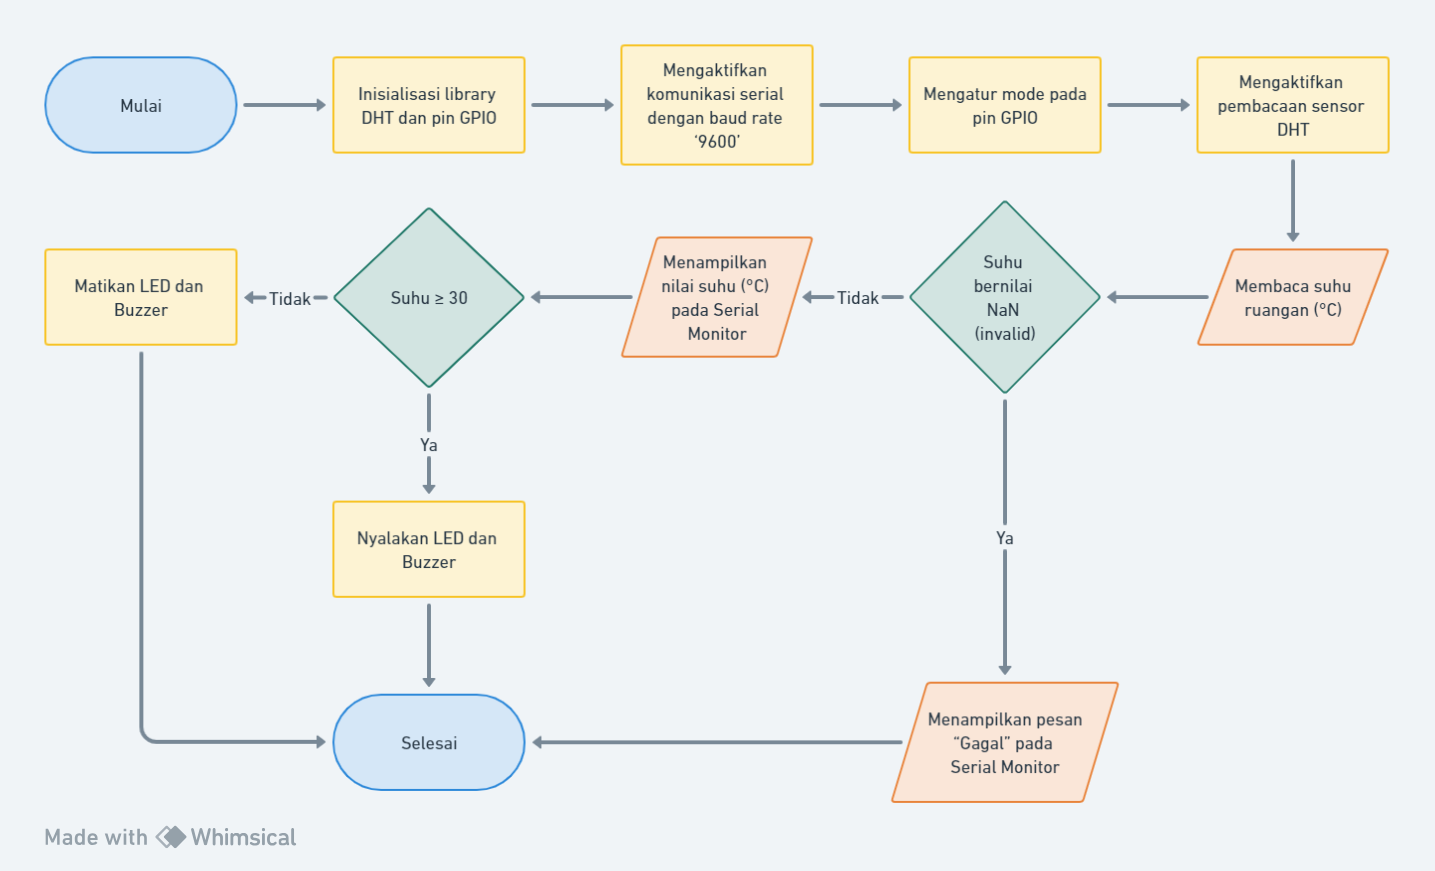 Mulai
Inisialisasi library
DHT dan pin GPIO
Mengaktifkan
komunikasi serial
dengan baud rate
‘9600’
Mengatur mode pada
pin GPIO
Mengaktifkan
pembacaan sensor
DHT
Membaca suhu
ruangan (°C)
Suhu
bernilai
NaN
(invalid)
Tidak
Menampilkan
nilai suhu (°C)
pada Serial
Monitor
Suhu ≥ 30
Tidak
Matikan LED dan
Buzzer
Ya
Nyalakan LED dan
Buzzer
Ya
Menampilkan pesan
“Gagal” pada
Serial Monitor
Selesai
Made with Whimsical